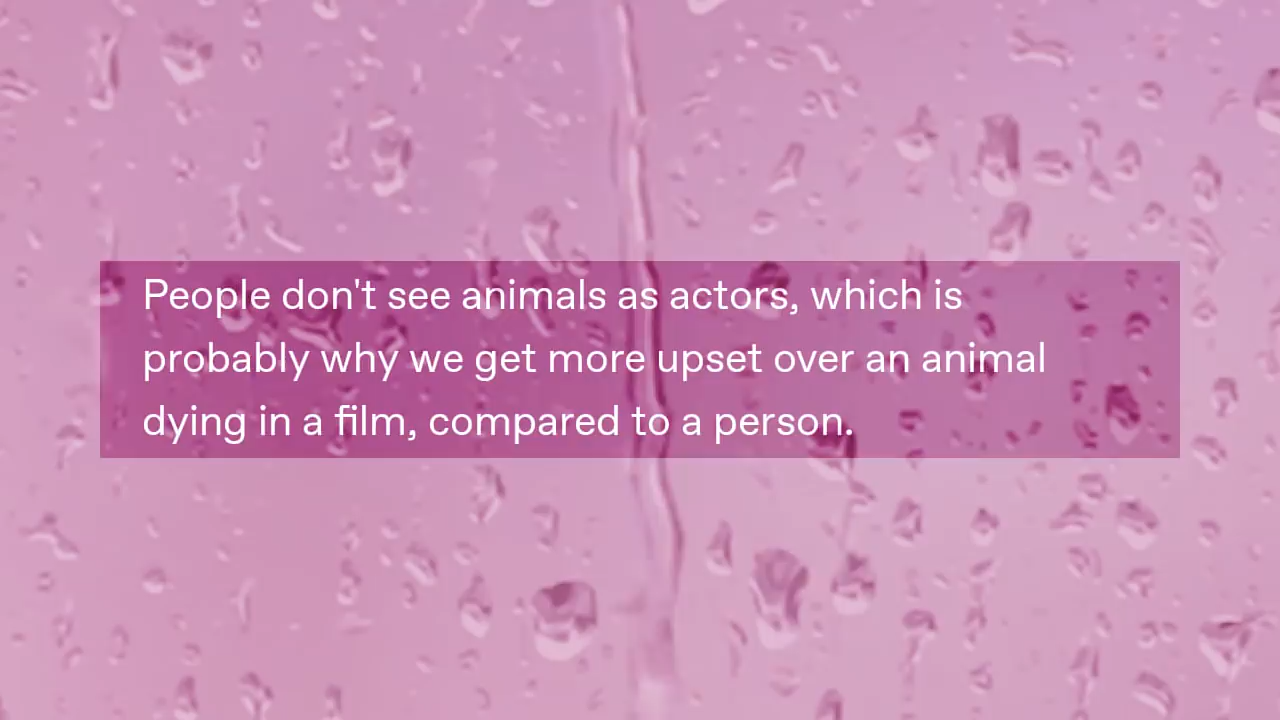 People don't see animals as actors, which is
probably why we get more upset over an animal
dying in a film, compared to a person.